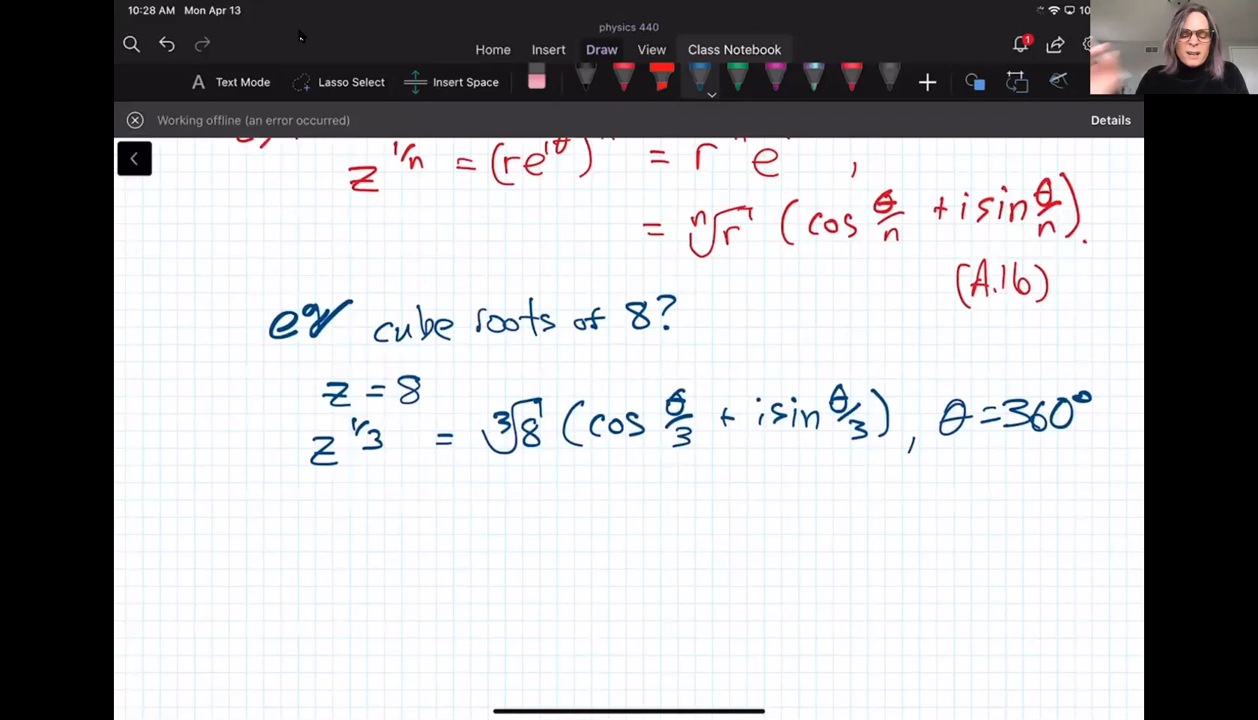 10:28 AM Mon Apr 13
10
physics 440
Home Insert Draw View Class Notebook
1
Text Mode Lasso Select Insert Space
Working offline (an error occurred) Details
z^(1/n) = (re^(iθ)) = r e ,
= ⁿ√r (cos θ/n + i sin θ/n).
(A.16)
eg cube roots of 8?
z = 8
z^(1/3) = ³√8 (cos θ/3 + i sin θ/3), θ = 360°